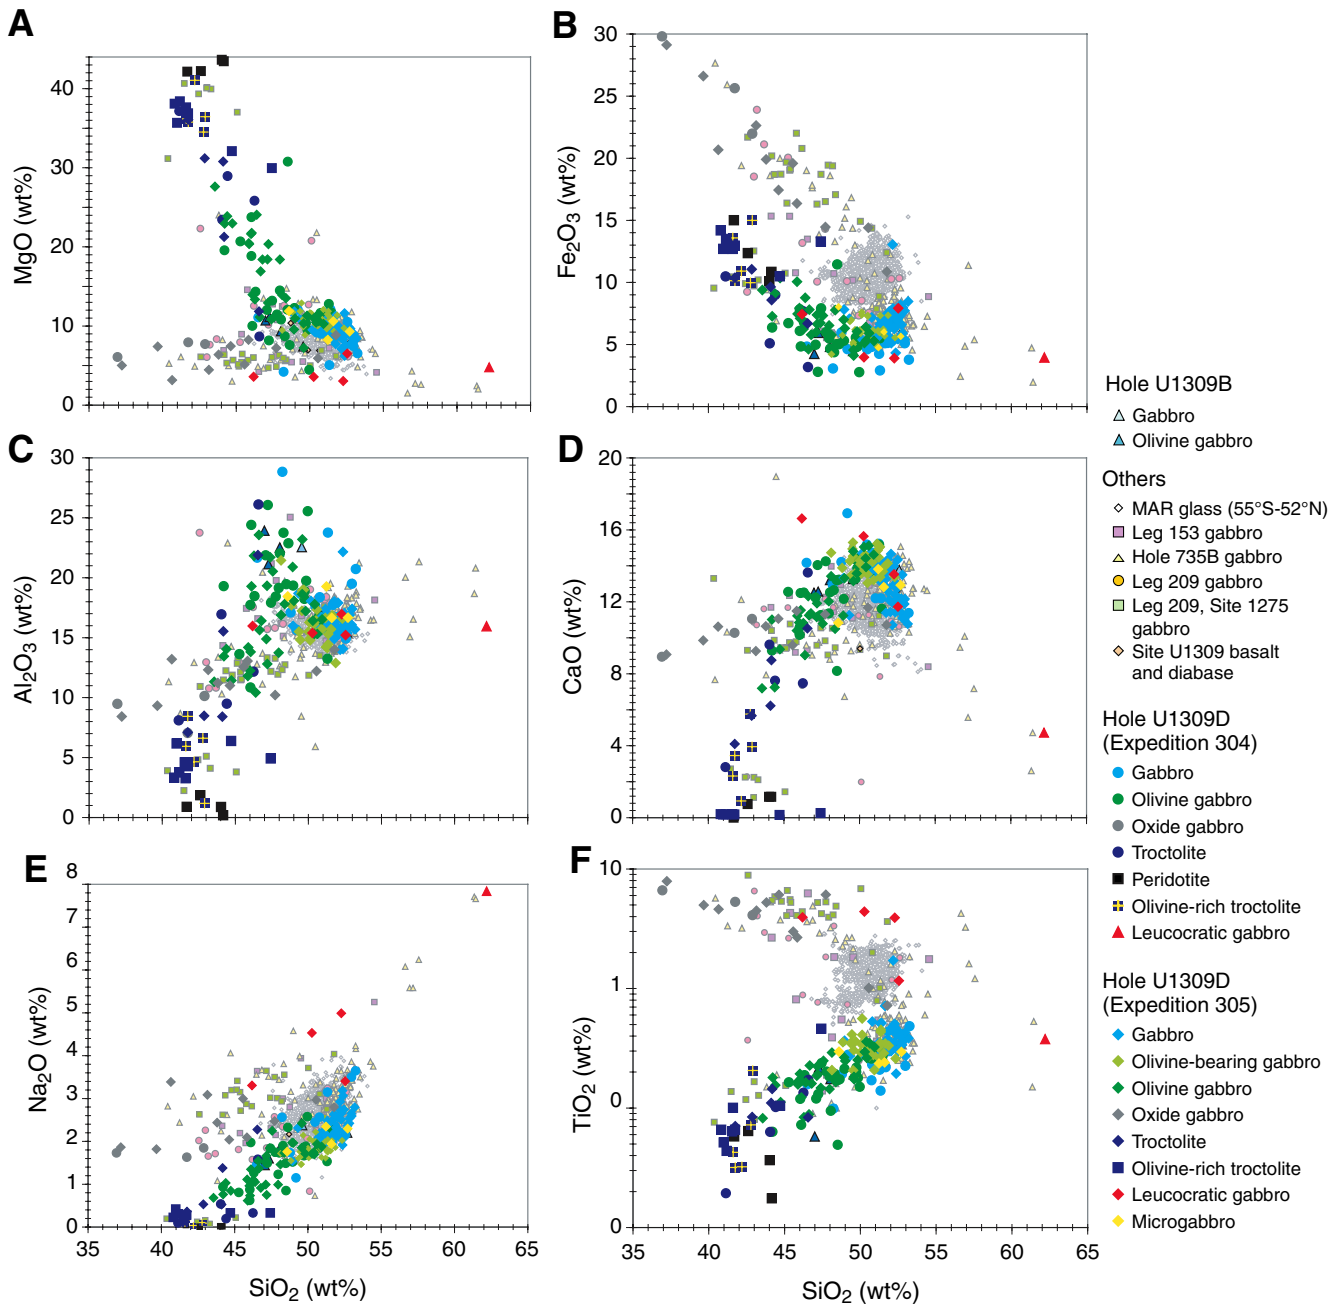 A
MgO (wt%)
40
30
20
10
0
B
Fe2O3 (wt%)
30
25
20
15
10
5
0
C
Al2O3 (wt%)
30
25
20
15
10
5
0
D
CaO (wt%)
20
16
12
8
4
0
E
Na2O (wt%)
8
7
6
5
4
3
2
1
0
35 40 45 50 55 60 65
SiO2 (wt%)
F
TiO2 (wt%)
10
1
0
0
35 40 45 50 55 60 65
SiO2 (wt%)
Hole U1309B
Gabbro
Olivine gabbro
Others
MAR glass (55°S-52°N)
Leg 153 gabbro
Hole 735B gabbro
Leg 209 gabbro
Leg 209, Site 1275
gabbro
Site U1309 basalt
and diabase
Hole U1309D
(Expedition 304)
Gabbro
Olivine gabbro
Oxide gabbro
Troctolite
Peridotite
Olivine-rich troctolite
Leucocratic gabbro
Hole U1309D
(Expedition 305)
Gabbro
Olivine-bearing gabbro
Olivine gabbro
Oxide gabbro
Troctolite
Olivine-rich troctolite
Leucocratic gabbro
Microgabbro